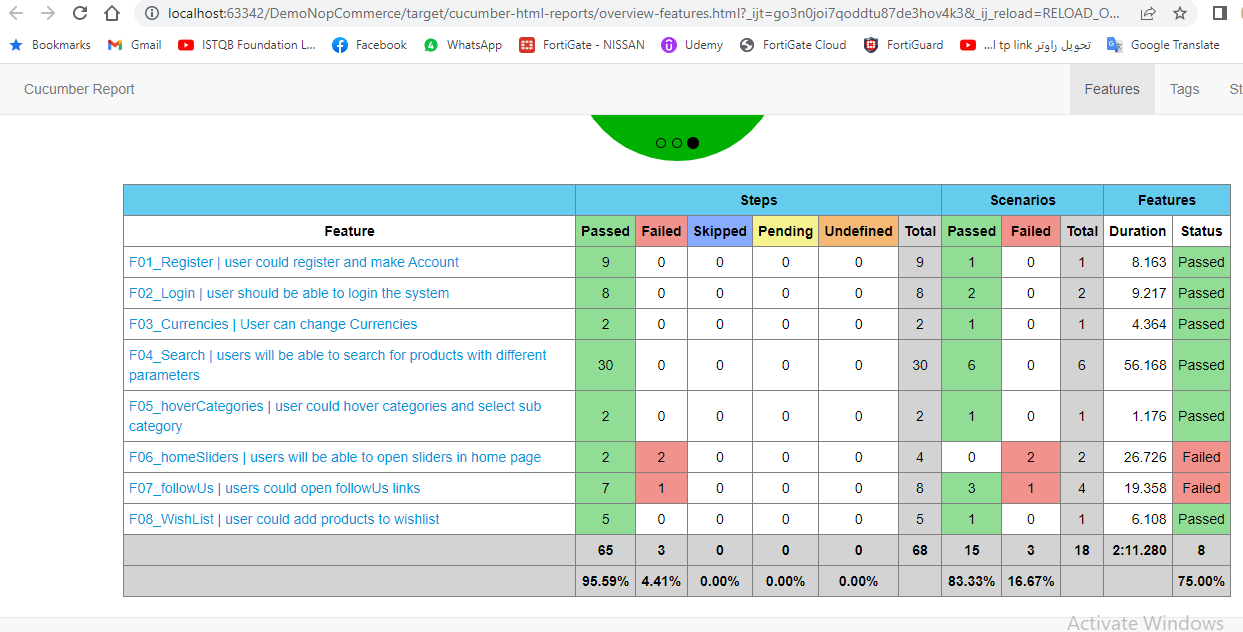 localhost:63342/DemoNopCommerce/target/cucumber-html-reports/overview-features.html?_ijt=go3n0joi7qoddtu87de3hov4k3&_ij_reload=RELOAD_O...
Bookmarks Gmail ISTQB Foundation L... Facebook WhatsApp FortiGate - NISSAN Udemy FortiGate Cloud FortiGuard تحويل راوتر tp link ا... Google Translate
Cucumber Report Features Tags St
Steps Scenarios Features
Feature Passed Failed Skipped Pending Undefined Total Passed Failed Total Duration Status
F01_Register | user could register and make Account 9 0 0 0 0 9 1 0 1 8.163 Passed
F02_Login | user should be able to login the system 8 0 0 0 0 8 2 0 2 9.217 Passed
F03_Currencies | User can change Currencies 2 0 0 0 0 2 1 0 1 4.364 Passed
F04_Search | users will be able to search for products with different
parameters 30 0 0 0 0 30 6 0 6 56.168 Passed
F05_hoverCategories | user could hover categories and select sub
category 2 0 0 0 0 2 1 0 1 1.176 Passed
F06_homeSliders | users will be able to open sliders in home page 2 2 0 0 0 4 0 2 2 26.726 Failed
F07_followUs | users could open followUs links 7 1 0 0 0 8 3 1 4 19.358 Failed
F08_WishList | user could add products to wishlist 5 0 0 0 0 5 1 0 1 6.108 Passed
65 3 0 0 0 68 15 3 18 2:11.280 8
95.59% 4.41% 0.00% 0.00% 0.00% 83.33% 16.67% 75.00%
Activate Windows